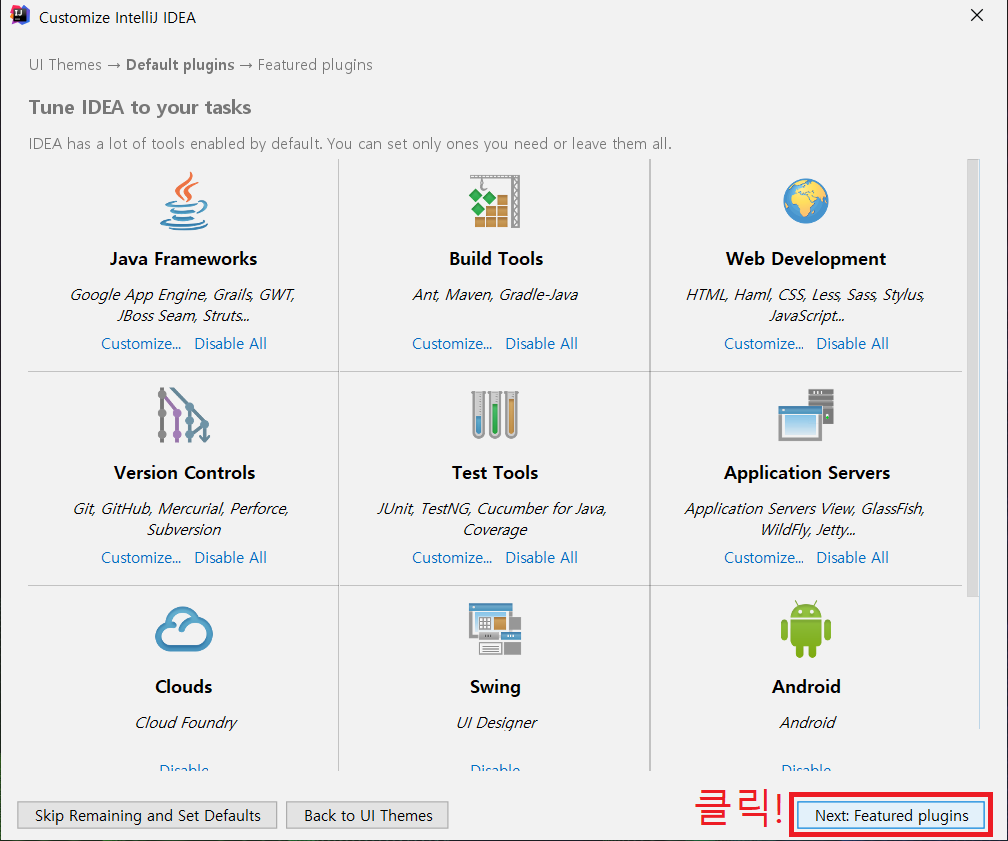 Customize IntelliJ IDEA
UI Themes → Default plugins → Featured plugins
Tune IDEA to your tasks
IDEA has a lot of tools enabled by default. You can set only ones you need or leave them all.
Java Frameworks
Google App Engine, Grails, GWT,
JBoss Seam, Struts...
Customize... Disable All
Build Tools
Ant, Maven, Gradle-Java
Customize... Disable All
Web Development
HTML, Haml, CSS, Less, Sass, Stylus,
JavaScript...
Customize... Disable All
Version Controls
Git, GitHub, Mercurial, Perforce,
Subversion
Customize... Disable All
Test Tools
JUnit, TestNG, Cucumber for Java,
Coverage
Customize... Disable All
Application Servers
Application Servers View, GlassFish,
WildFly, Jetty...
Customize... Disable All
Clouds
Cloud Foundry
Disable
Swing
UI Designer
Disable
Android
Android
Disable
Skip Remaining and Set Defaults
Back to UI Themes
클릭!
Next: Featured plugins